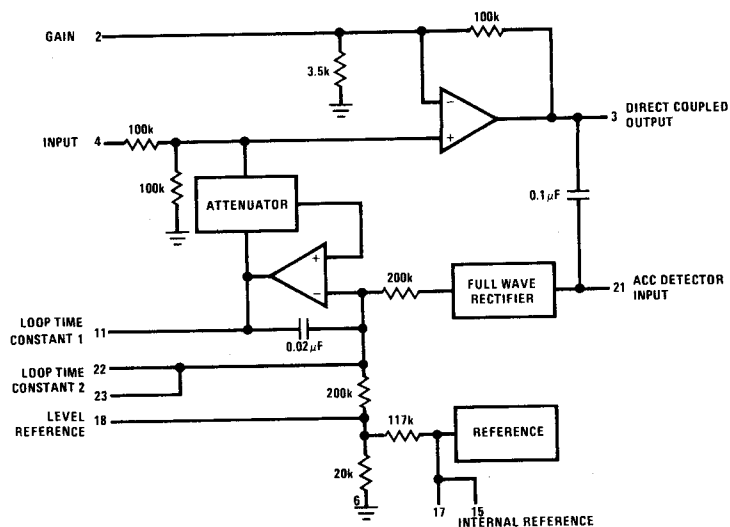 GAIN 2
100k
3.5k
INPUT 4
100k
100k
3 DIRECT COUPLED
OUTPUT
ATTENUATOR
0.1µF
200k
FULL WAVE
RECTIFIER
21 ACC DETECTOR
INPUT
LOOP TIME
CONSTANT 1 11
0.02µF
LOOP TIME 22
CONSTANT 2 23
200k
LEVEL
REFERENCE 18
117k
REFERENCE
20k
6
17 15
INTERNAL REFERENCE